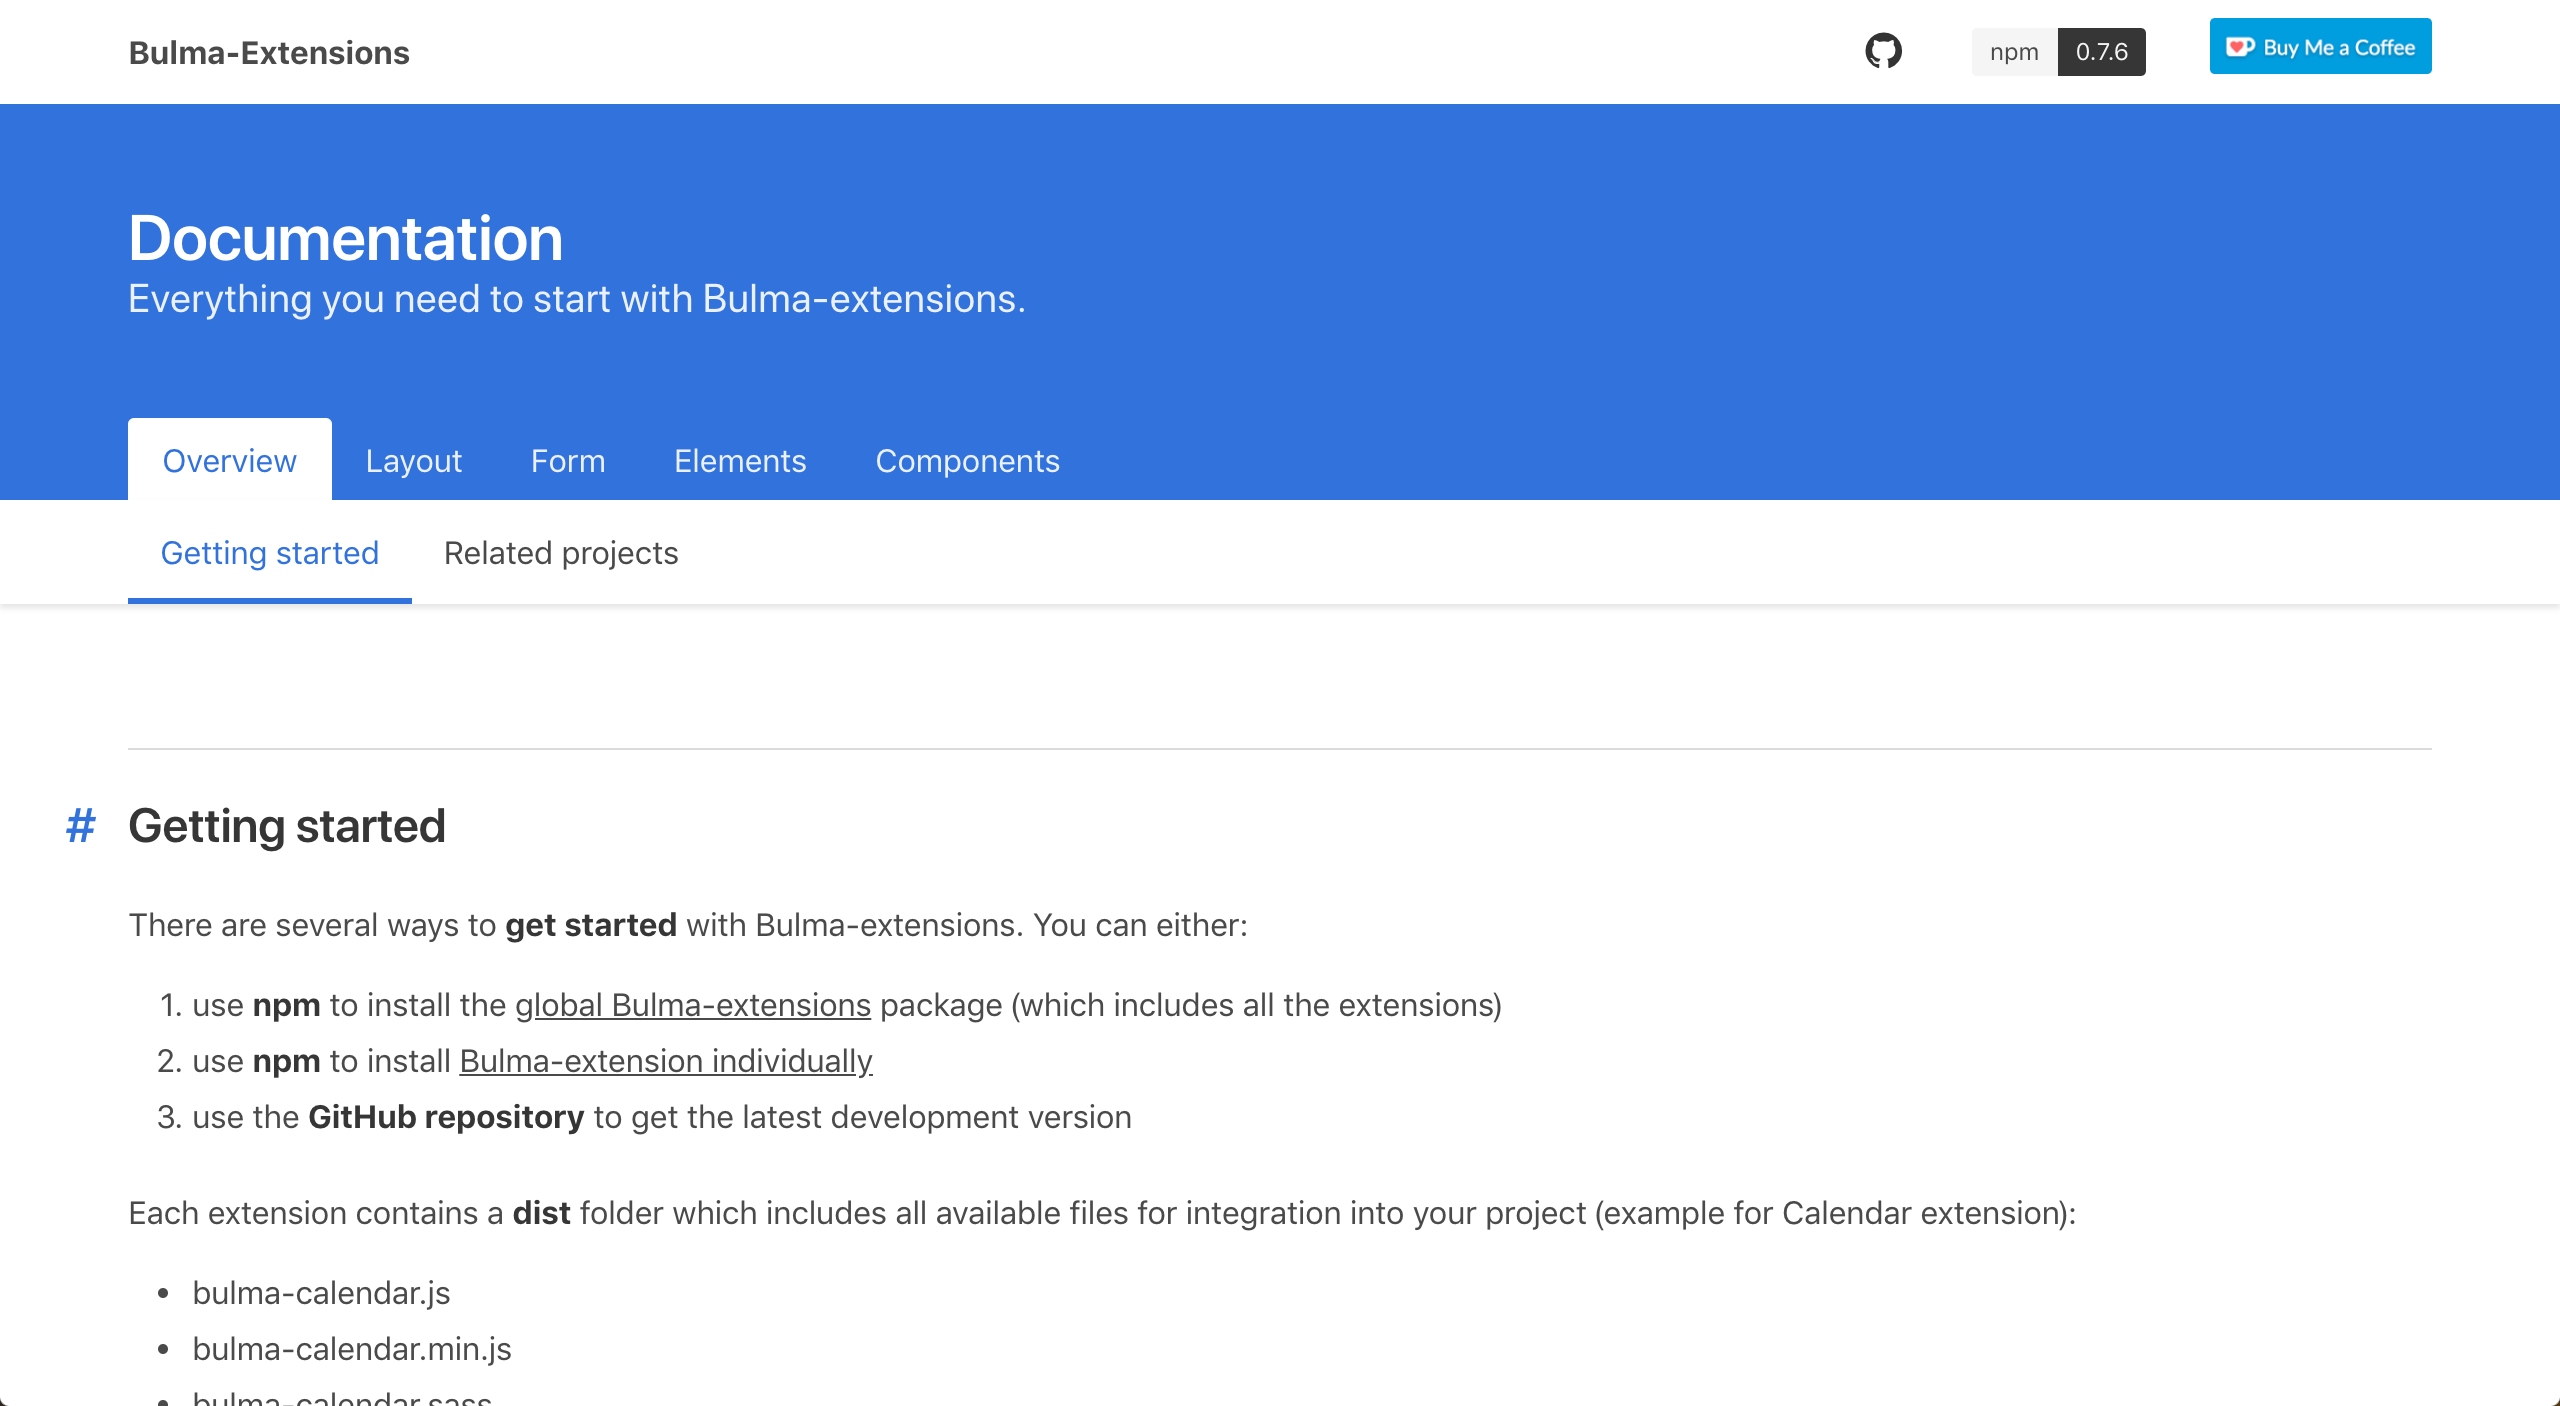 Bulma-Extensions
npm 0.7.6
Buy Me a Coffee
Documentation
Everything you need to start with Bulma-extensions.
Overview Layout Form Elements Components
Getting started Related projects
# Getting started
There are several ways to get started with Bulma-extensions. You can either:
1. use npm to install the global Bulma-extensions package (which includes all the extensions)
2. use npm to install Bulma-extension individually
3. use the GitHub repository to get the latest development version
Each extension contains a dist folder which includes all available files for integration into your project (example for Calendar extension):
• bulma-calendar.js
• bulma-calendar.min.js
• bulma-calendar.sass